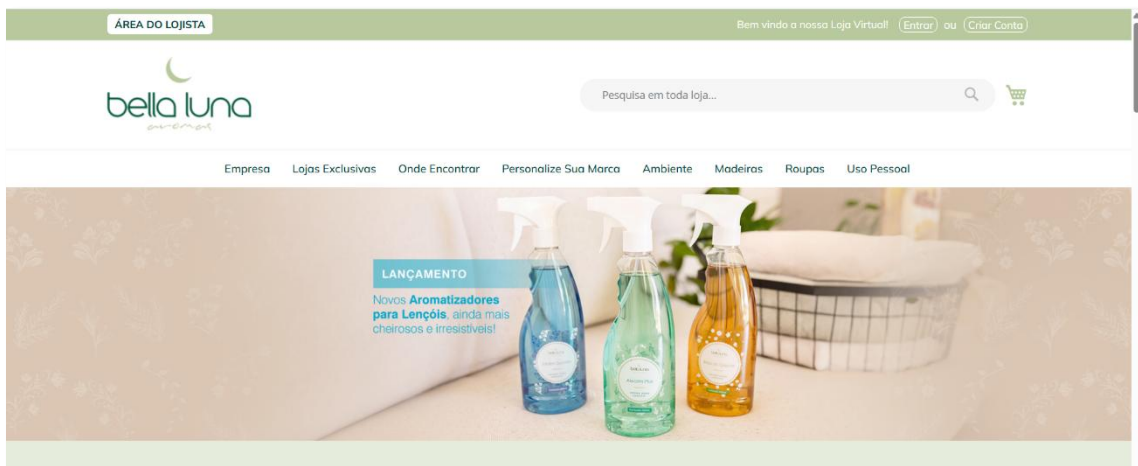 ÁREA DO LOJISTA
Bem vindo a nossa Loja Virtual! Entrar ou Criar Conta
bella luna
aromas
Pesquisa em toda loja...
Empresa Lojas Exclusivas Onde Encontrar Personalize Sua Marca Ambiente Madeiras Roupas Uso Pessoal
LANÇAMENTO
Novos Aromatizadores
para Lençóis, ainda mais
cheirosos e irresistíveis!